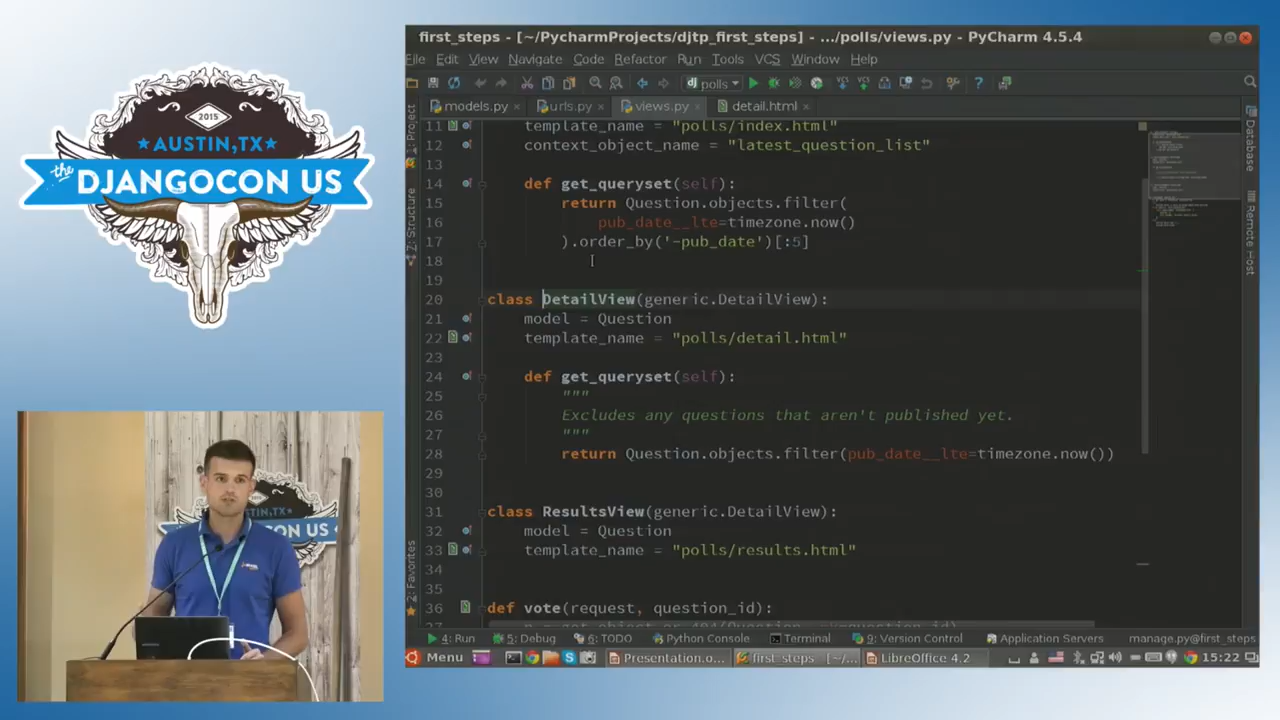 2015
AUSTIN,TX
the
DJANGOCON US
AUSTIN,TX
CON US
first_steps - [~/PycharmProjects/djtp_first_steps] - .../polls/views.py - PyCharm 4.5.4
File Edit View Navigate Code Refactor Run Tools VCS Window Help
polls
models.py urls.py views.py detail.html
11 template_name = "polls/index.html"
12 context_object_name = "latest_question_list"
13
14 def get_queryset(self):
15 return Question.objects.filter(
16 pub_date__lte=timezone.now()
17 ).order_by('-pub_date')[:5]
18
19
20 class DetailView(generic.DetailView):
21 model = Question
22 template_name = "polls/detail.html"
23
24 def get_queryset(self):
25 """
26 Excludes any questions that aren't published yet.
27 """
28 return Question.objects.filter(pub_date__lte=timezone.now())
29
30
31 class ResultsView(generic.DetailView):
32 model = Question
33 template_name = "polls/results.html"
34
35
36 def vote(request, question_id):
1: Project
Z: Structure
2: Favorites
Database
Remote Host
4: Run 5: Debug 6: TODO Python Console Terminal 9: Version Control Application Servers manage.py@first_steps
Menu Presentation.o... first_steps - [~/... LibreOffice 4.2 15:22